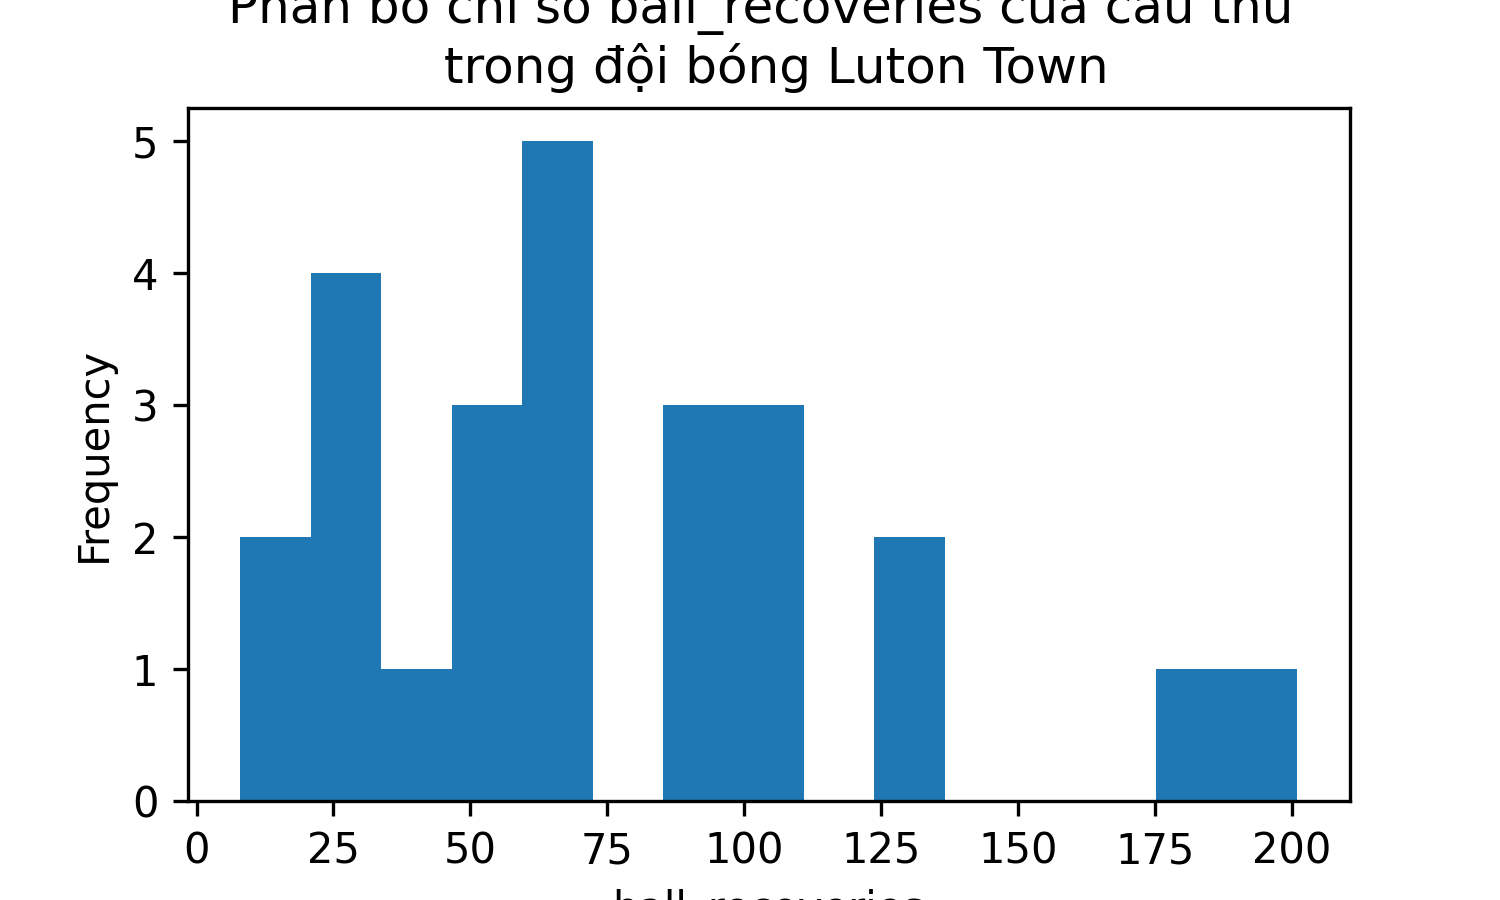 Phân bố chỉ số ball_recoveries của cầu thủ
trong đội bóng Luton Town
5
4
3
2
1
0
Frequency
0 25 50 75 100 125 150 175 200
ball_recoveries